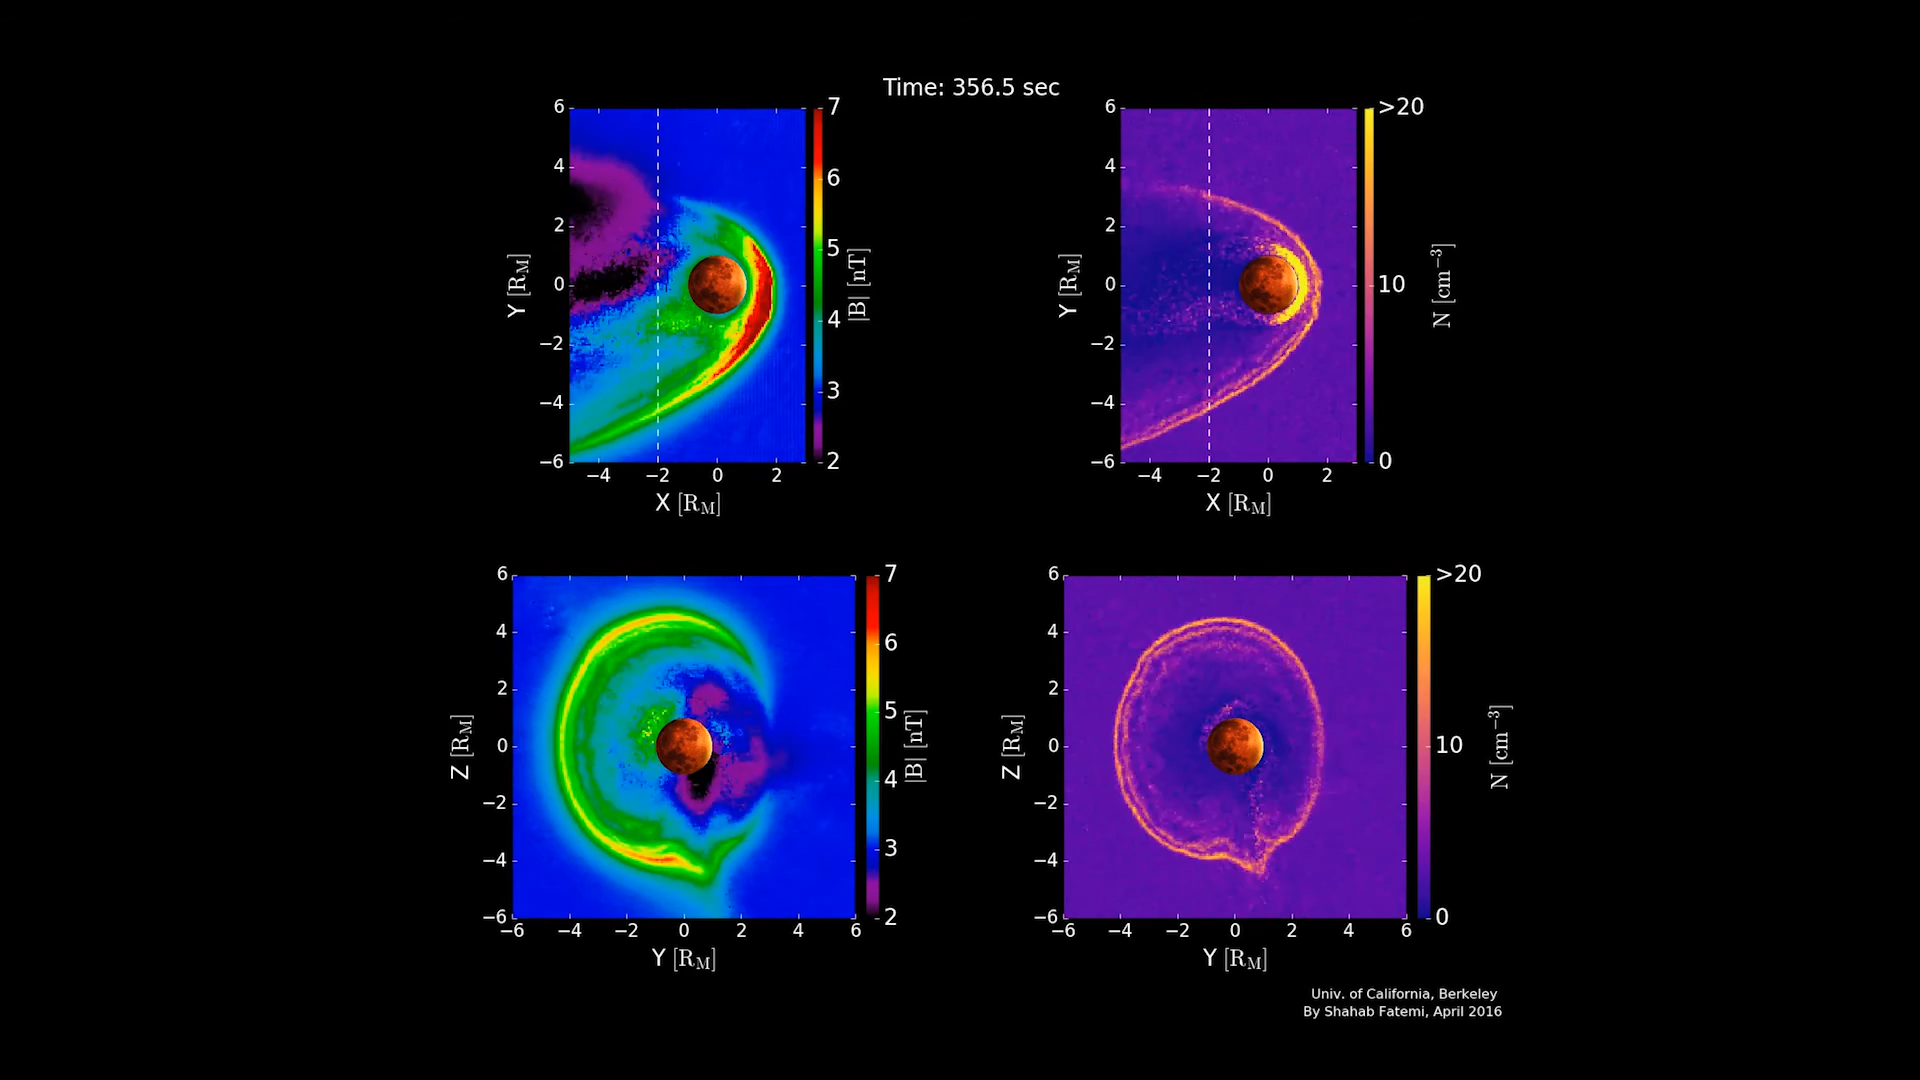 Time: 356.5 sec
6
4
2
0
−2
−4
−6
Y [R_M]
−4 −2 0 2
X [R_M]
7
6
5
4
3
2
|B| [nT]
6
4
2
0
−2
−4
−6
Y [R_M]
−4 −2 0 2
X [R_M]
>20
10
0
N [cm⁻³]
6
4
2
0
−2
−4
−6
Z [R_M]
−6 −4 −2 0 2 4 6
Y [R_M]
7
6
5
4
3
2
|B| [nT]
6
4
2
0
−2
−4
−6
Z [R_M]
−6 −4 −2 0 2 4 6
Y [R_M]
>20
10
0
N [cm⁻³]
Univ. of California, Berkeley
By Shahab Fatemi, April 2016